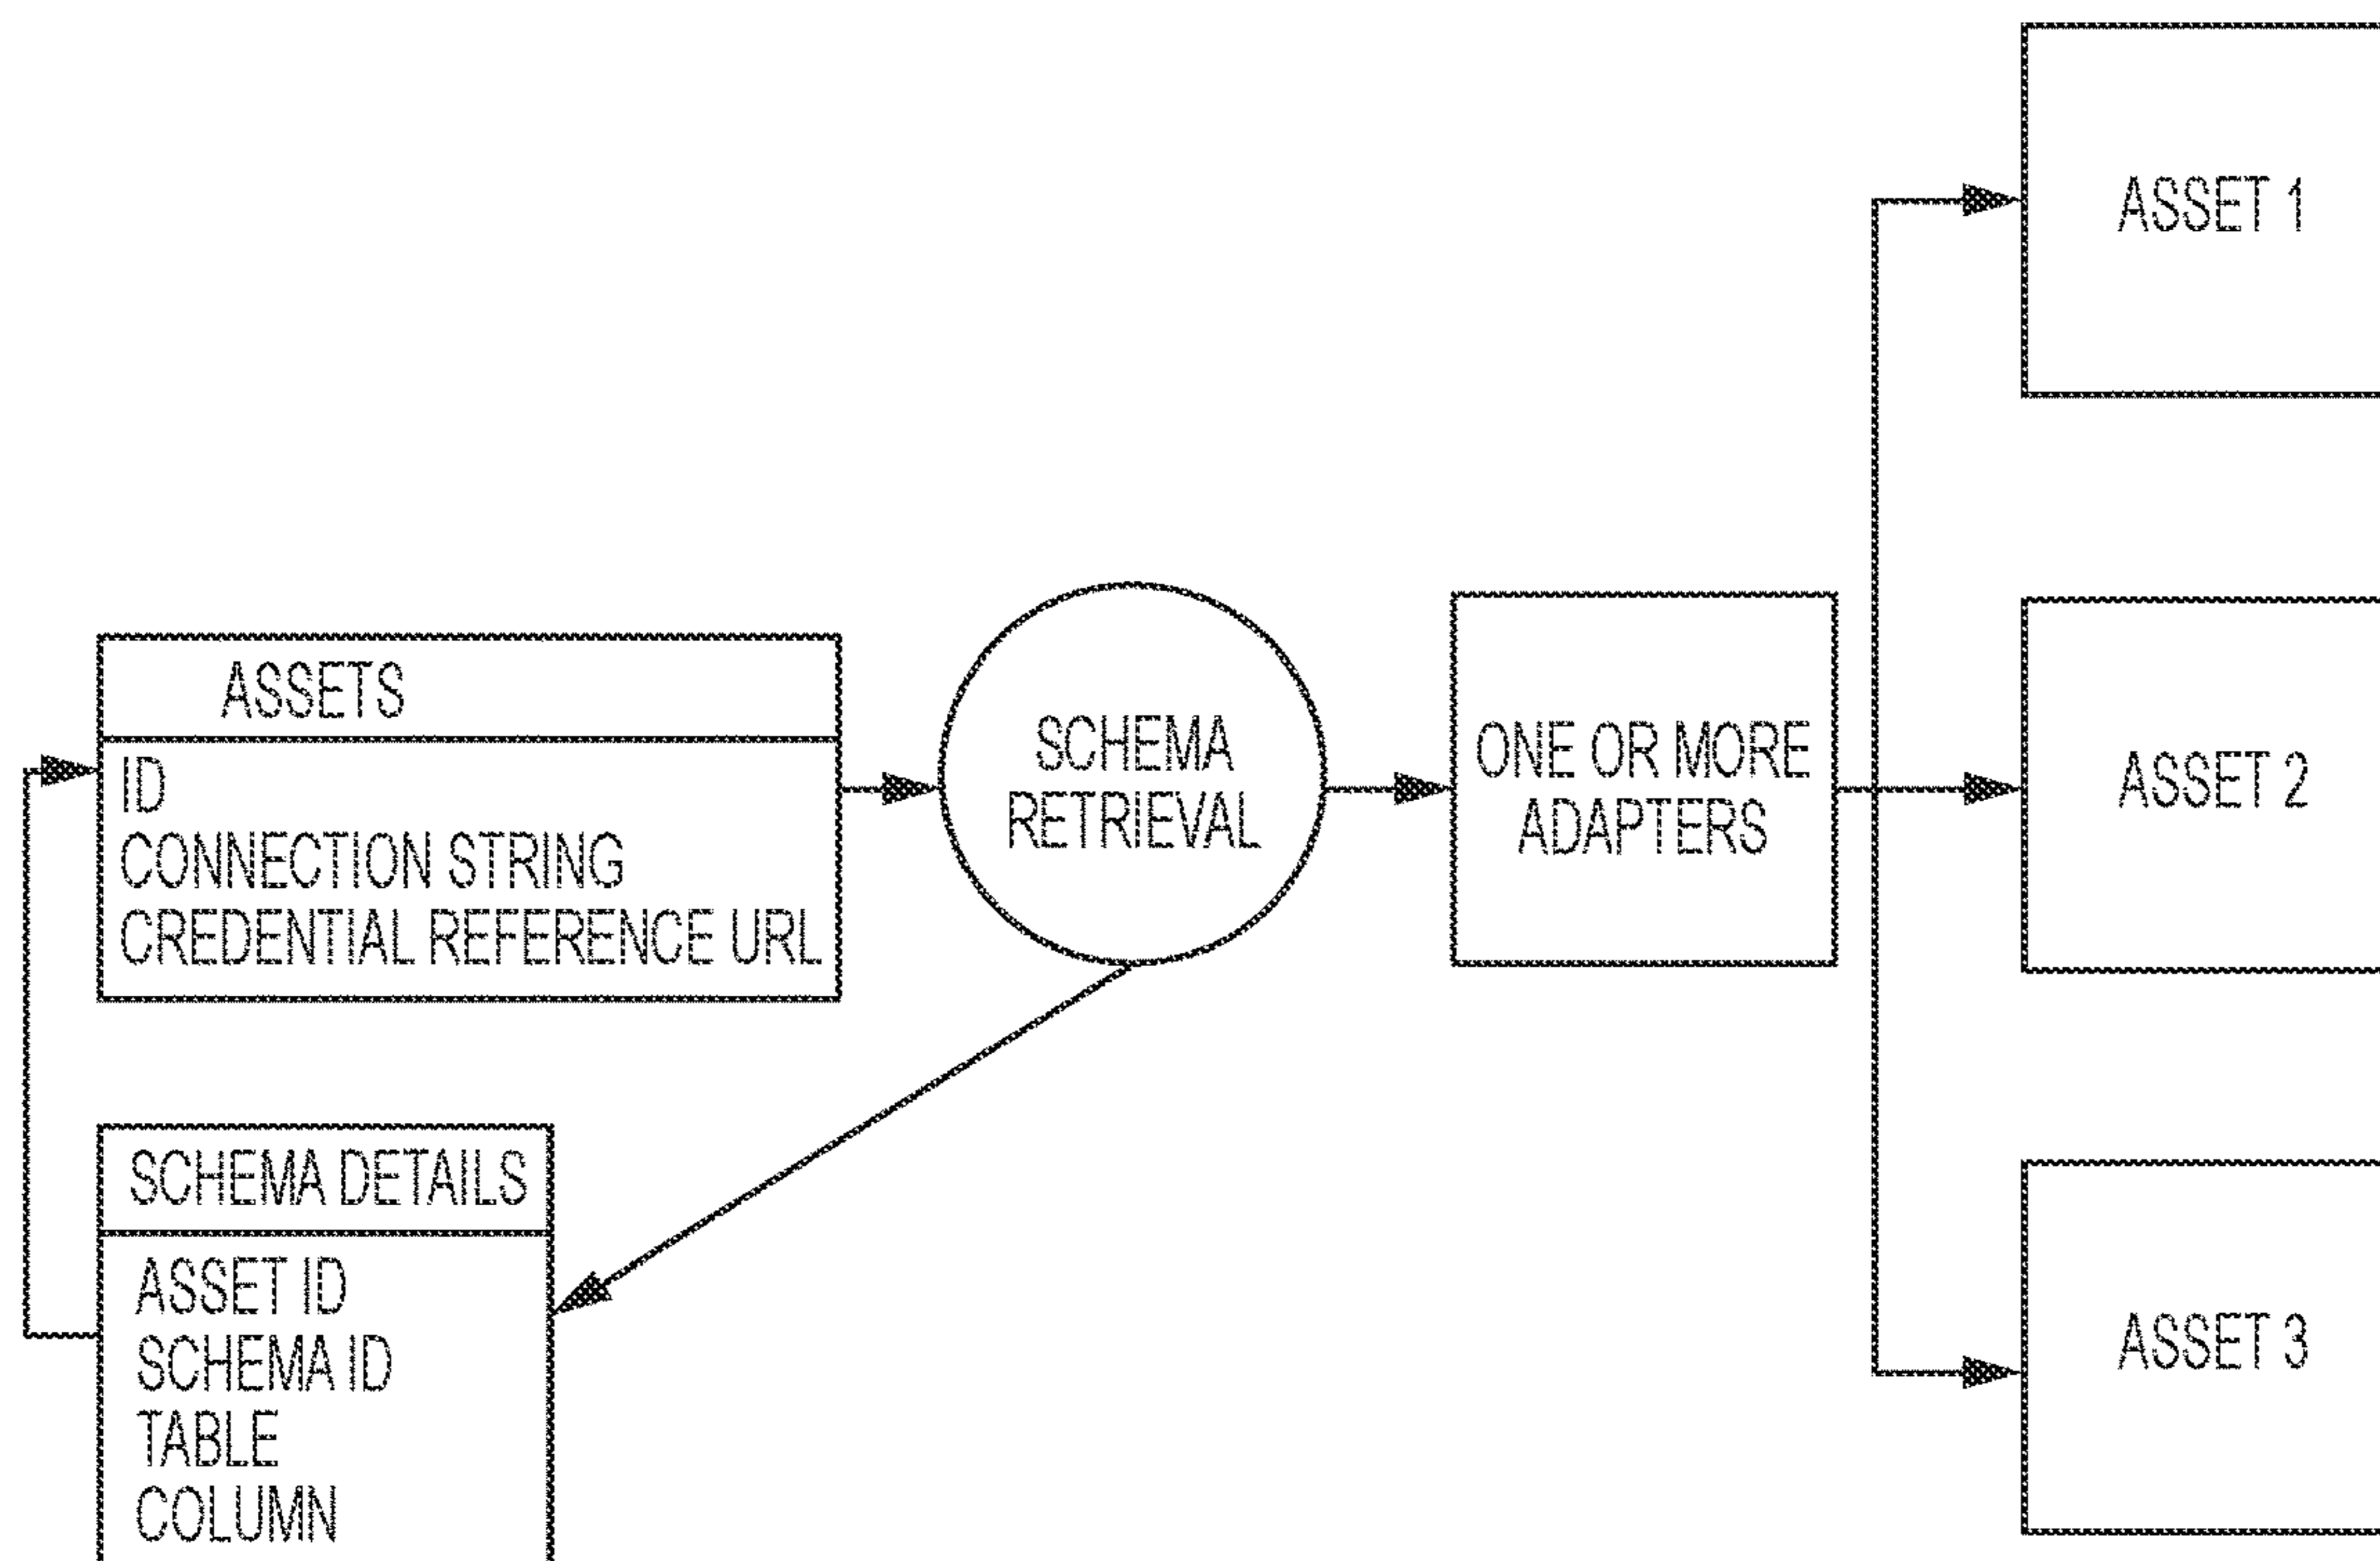 ASSET 1
ASSETS
ID
CONNECTION STRING
CREDENTIAL REFERENCE URL
SCHEMA
RETRIEVAL
ONE OR MORE
ADAPTERS
ASSET 2
SCHEMA DETAILS
ASSET ID
SCHEMA ID
TABLE
COLUMN
ASSET 3